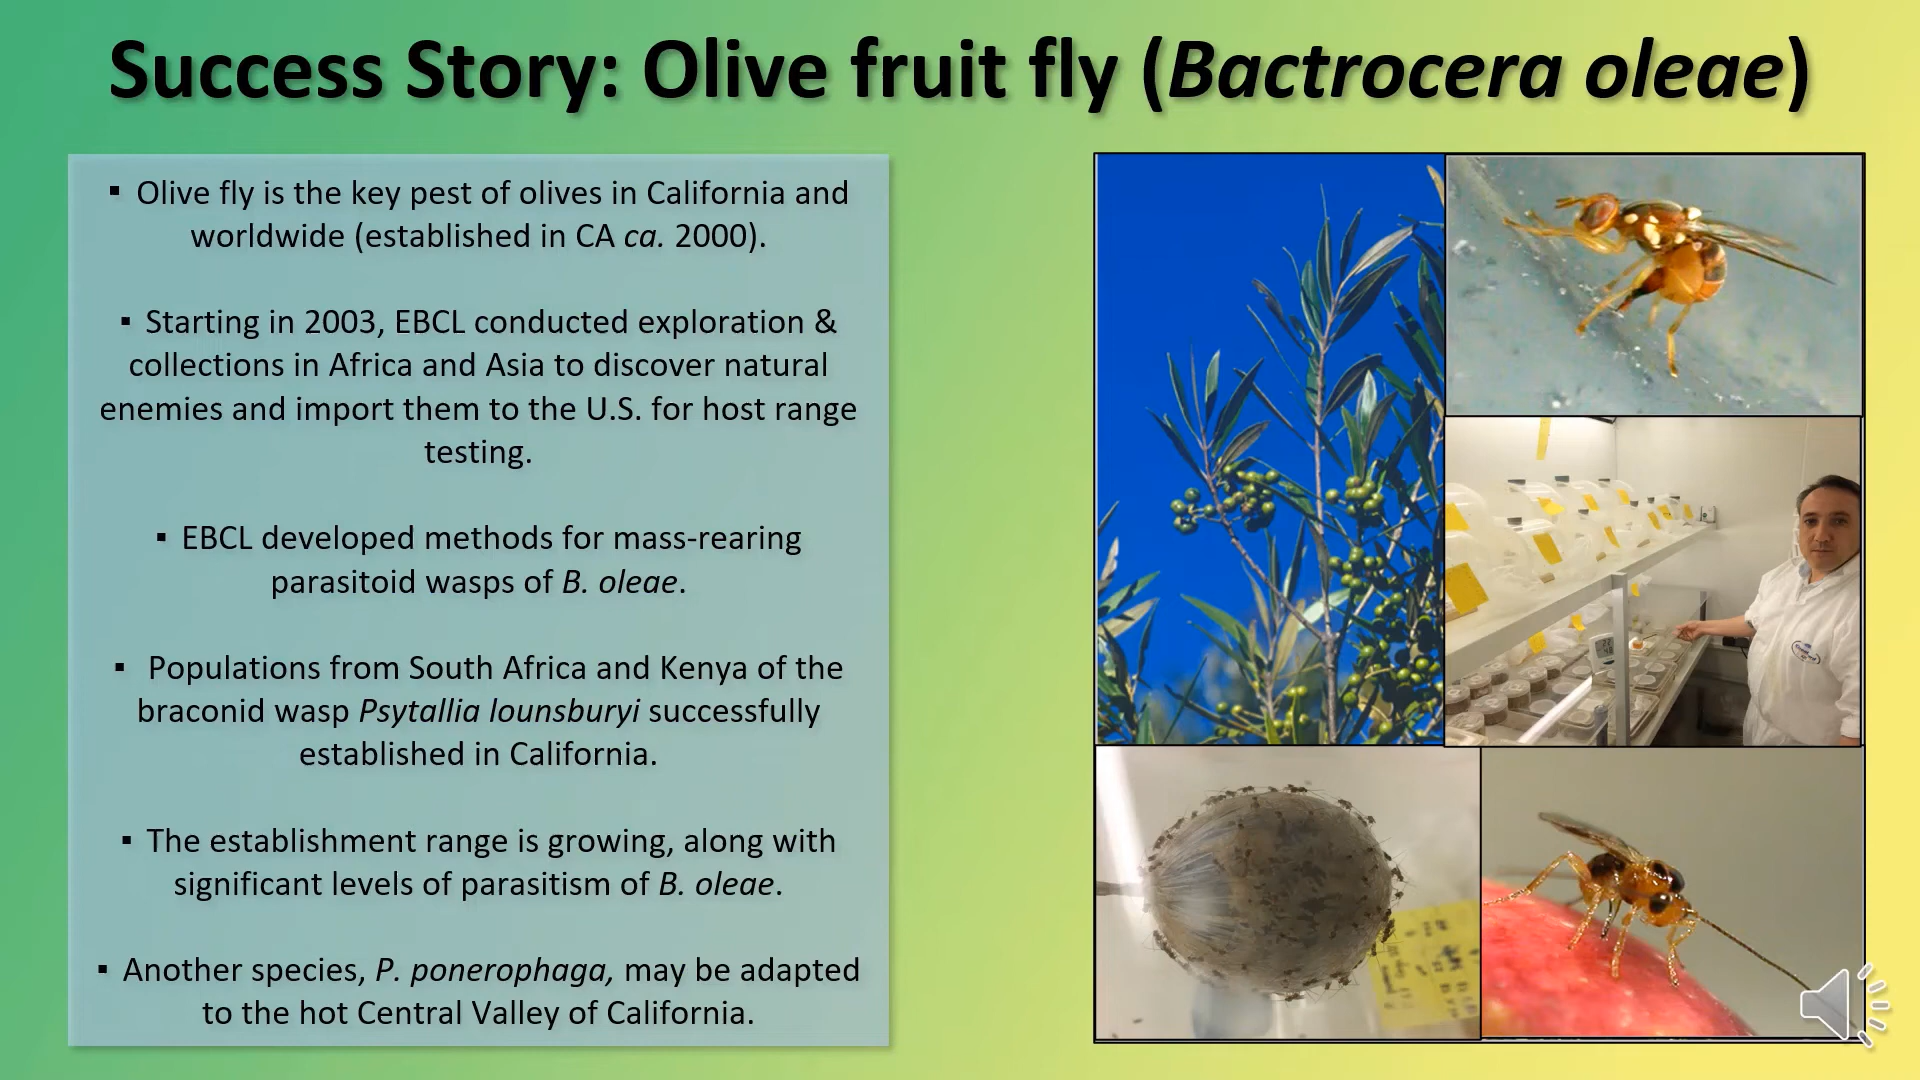 Success Story: Olive fruit fly (Bactrocera oleae)
▪ Olive fly is the key pest of olives in California and
worldwide (established in CA ca. 2000).
▪ Starting in 2003, EBCL conducted exploration &
collections in Africa and Asia to discover natural
enemies and import them to the U.S. for host range
testing.
▪ EBCL developed methods for mass-rearing
parasitoid wasps of B. oleae.
▪ Populations from South Africa and Kenya of the
braconid wasp Psytallia lounsburyi successfully
established in California.
▪ The establishment range is growing, along with
significant levels of parasitism of B. oleae.
▪ Another species, P. ponerophaga, may be adapted
to the hot Central Valley of California.